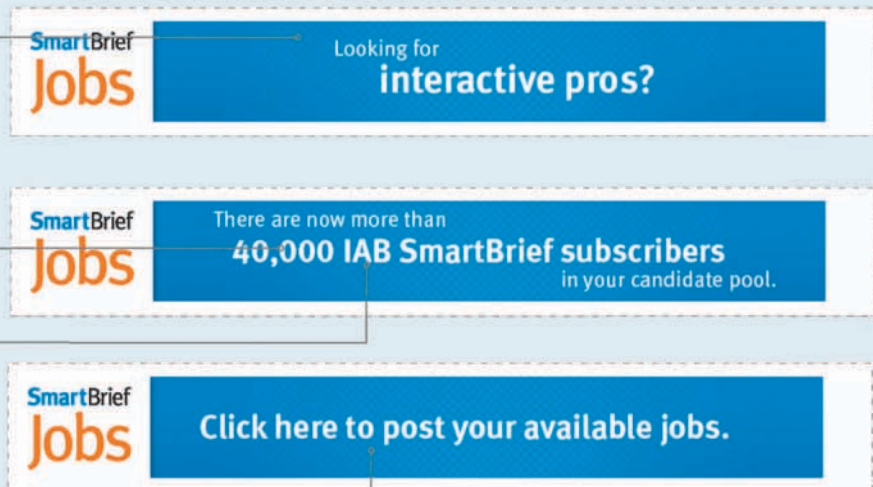 SmartBrief
Jobs
Looking for
interactive pros?
SmartBrief
Jobs
There are now more than
40,000 IAB SmartBrief subscribers
in your candidate pool.
SmartBrief
Jobs
Click here to post your available jobs.